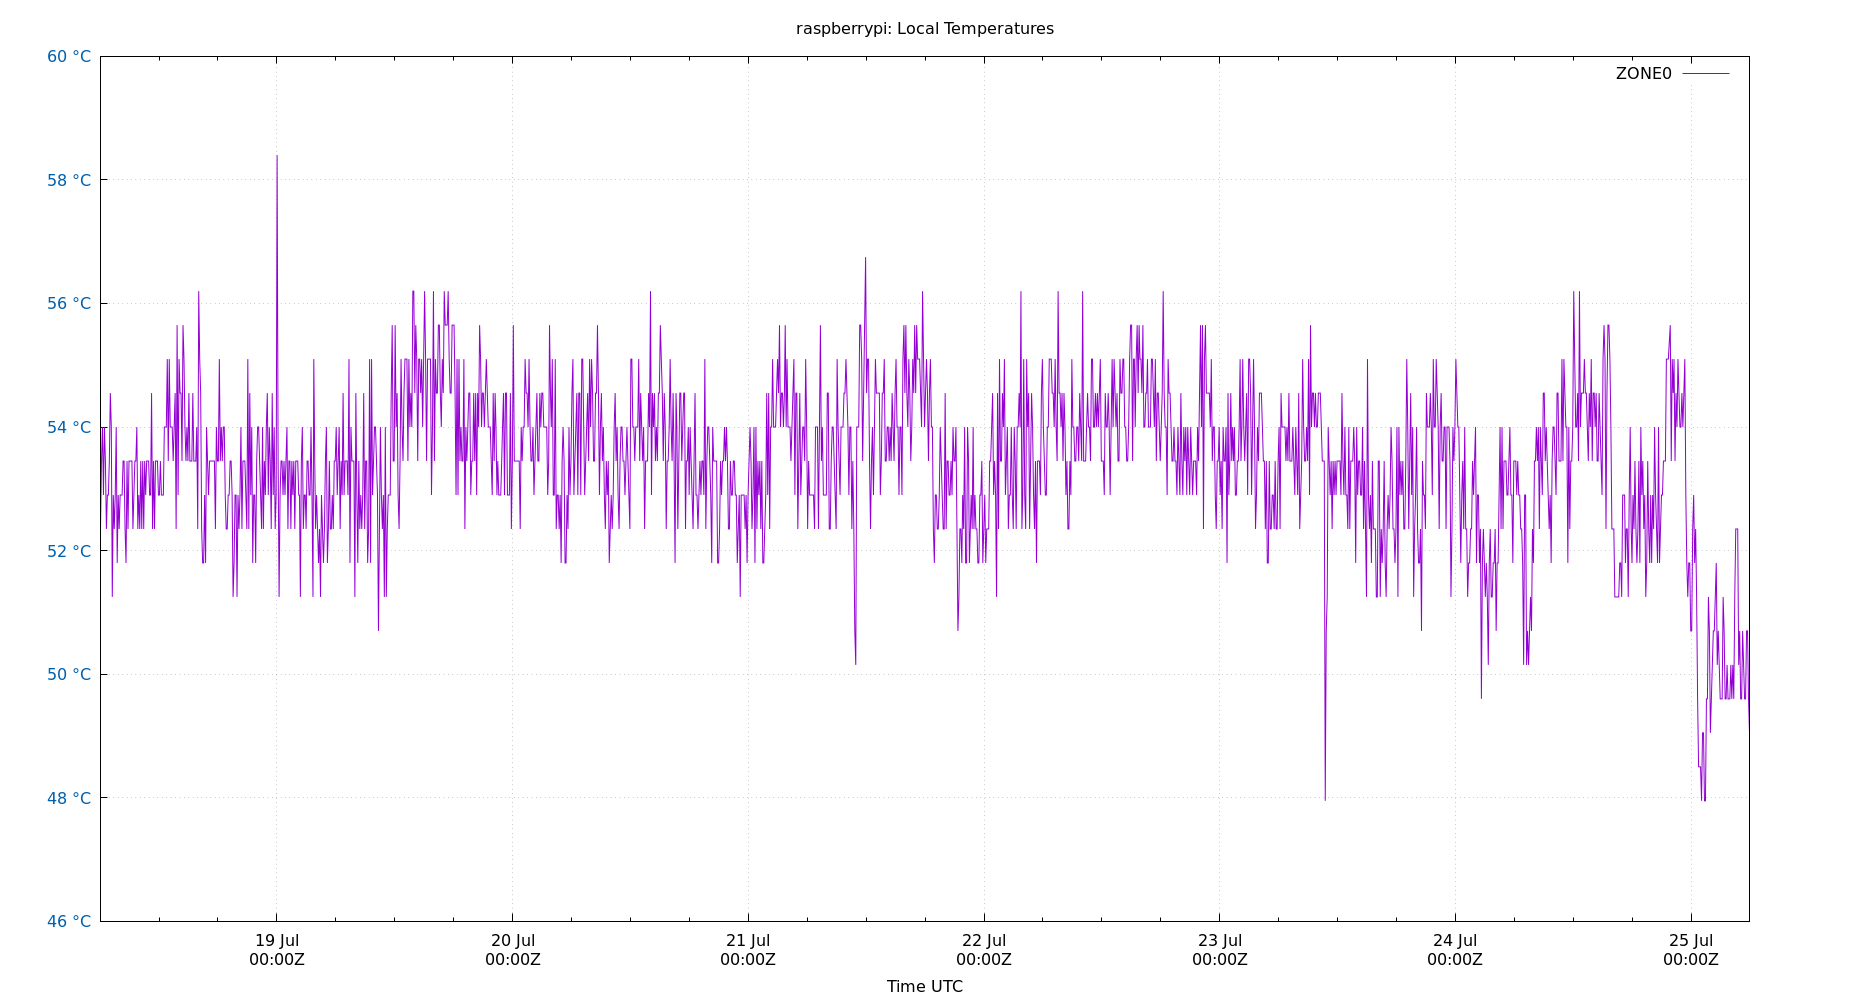 raspberrypi: Local Temperatures
60 °C
ZONE0
58 °C
56 °C
54 °C
52 °C
50 °C
48 °C
46 °C
19 Jul 20 Jul 21 Jul 22 Jul 23 Jul 24 Jul 25 Jul
00:00Z 00:00Z 00:00Z 00:00Z 00:00Z 00:00Z 00:00Z
Time UTC